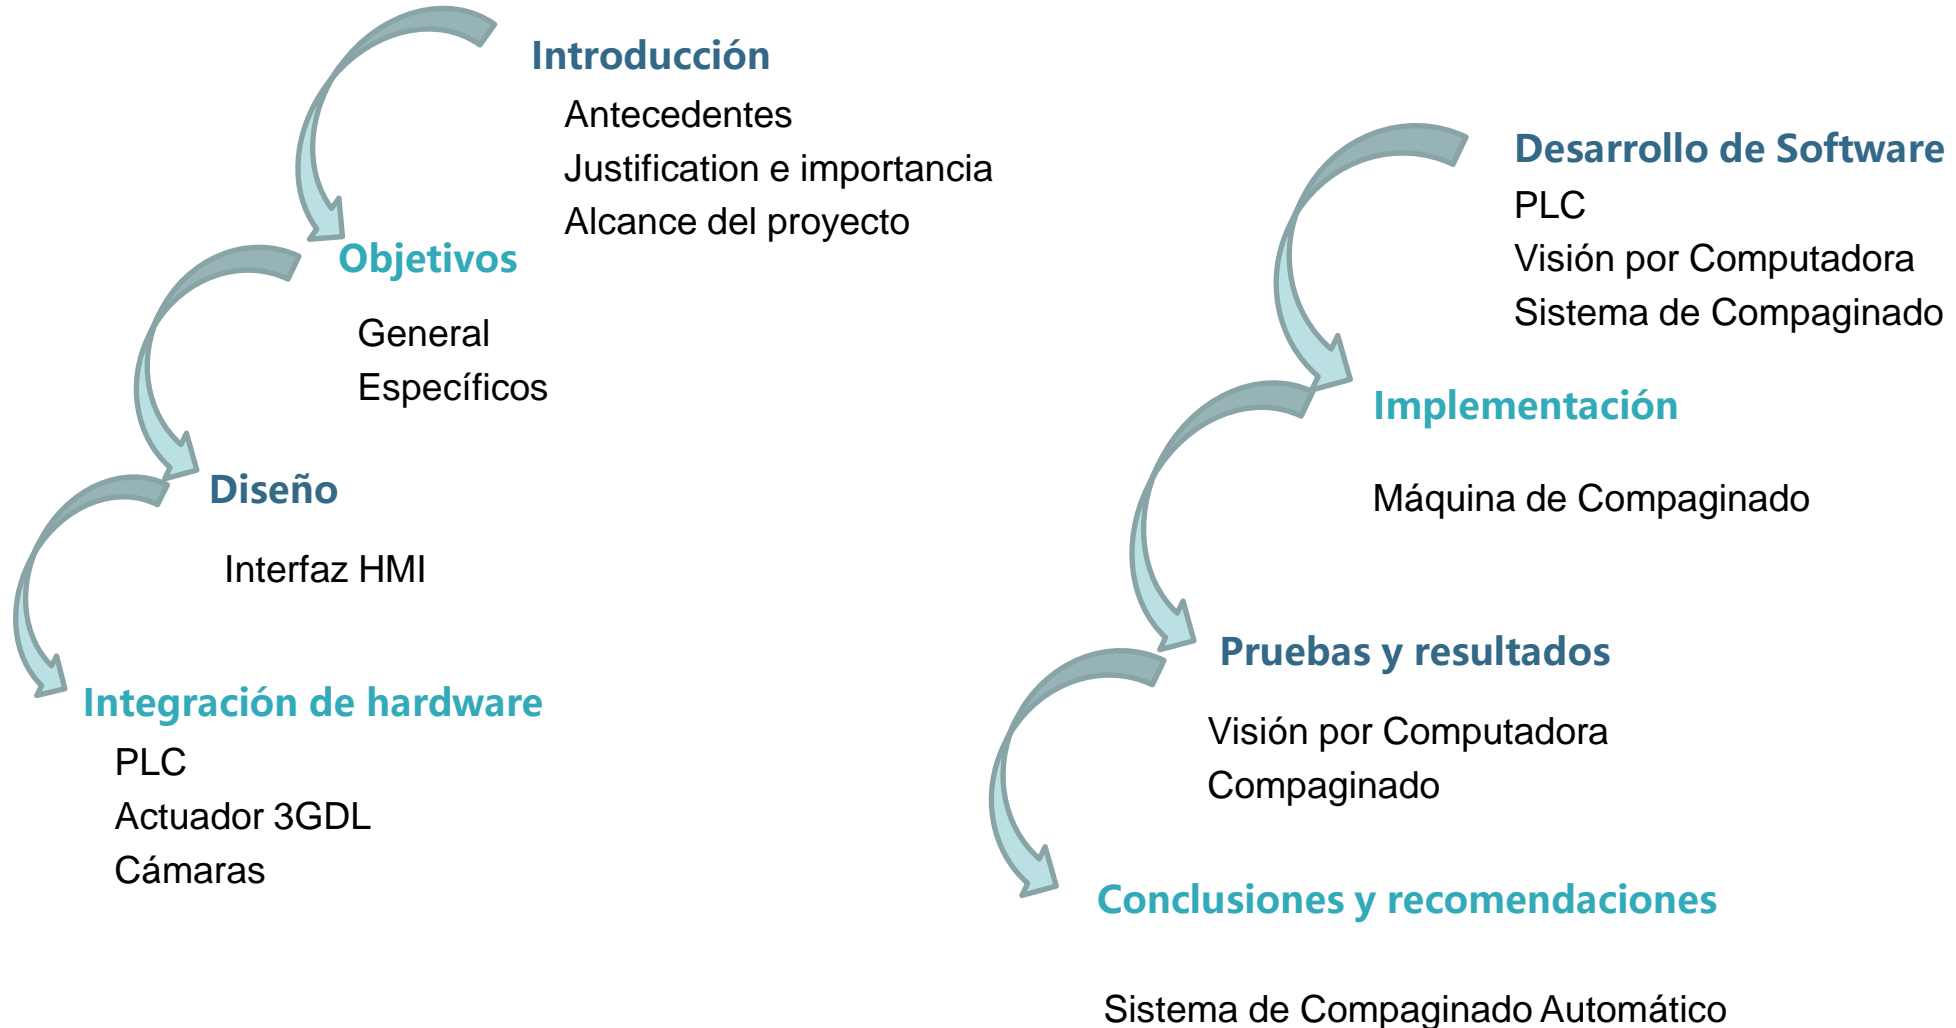 Introducción
Antecedentes
Justification e importancia
Alcance del proyecto
Objetivos
General
Específicos
Diseño
Interfaz HMI
Integración de hardware
PLC
Actuador 3GDL
Cámaras
Desarrollo de Software
PLC
Visión por Computadora
Sistema de Compaginado
Implementación
Máquina de Compaginado
Pruebas y resultados
Visión por Computadora
Compaginado
Conclusiones y recomendaciones
Sistema de Compaginado Automático